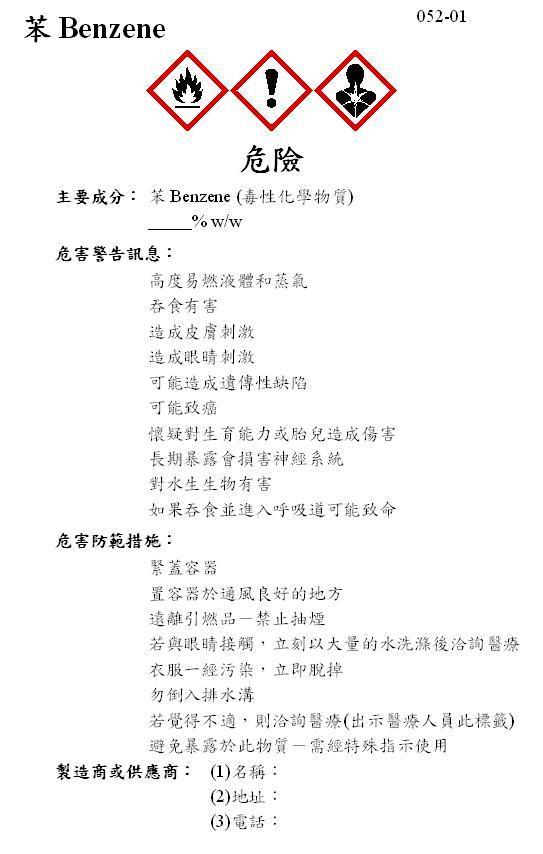 苯 Benzene
052-01
危險
主要成分： 苯 Benzene (毒性化學物質)
_____% w/w
危害警告訊息：
高度易燃液體和蒸氣
吞食有害
造成皮膚刺激
造成眼睛刺激
可能造成遺傳性缺陷
可能致癌
懷疑對生育能力或胎兒造成傷害
長期暴露會損害神經系統
對水生生物有害
如果吞食並進入呼吸道可能致命
危害防範措施：
緊蓋容器
置容器於通風良好的地方
遠離引燃品－禁止抽煙
若與眼睛接觸，立刻以大量的水洗滌後洽詢醫療
衣服一經污染，立即脫掉
勿倒入排水溝
若覺得不適，則洽詢醫療(出示醫療人員此標籤)
避免暴露於此物質－需經特殊指示使用
製造商或供應商： (1)名稱：
(2)地址：
(3)電話：